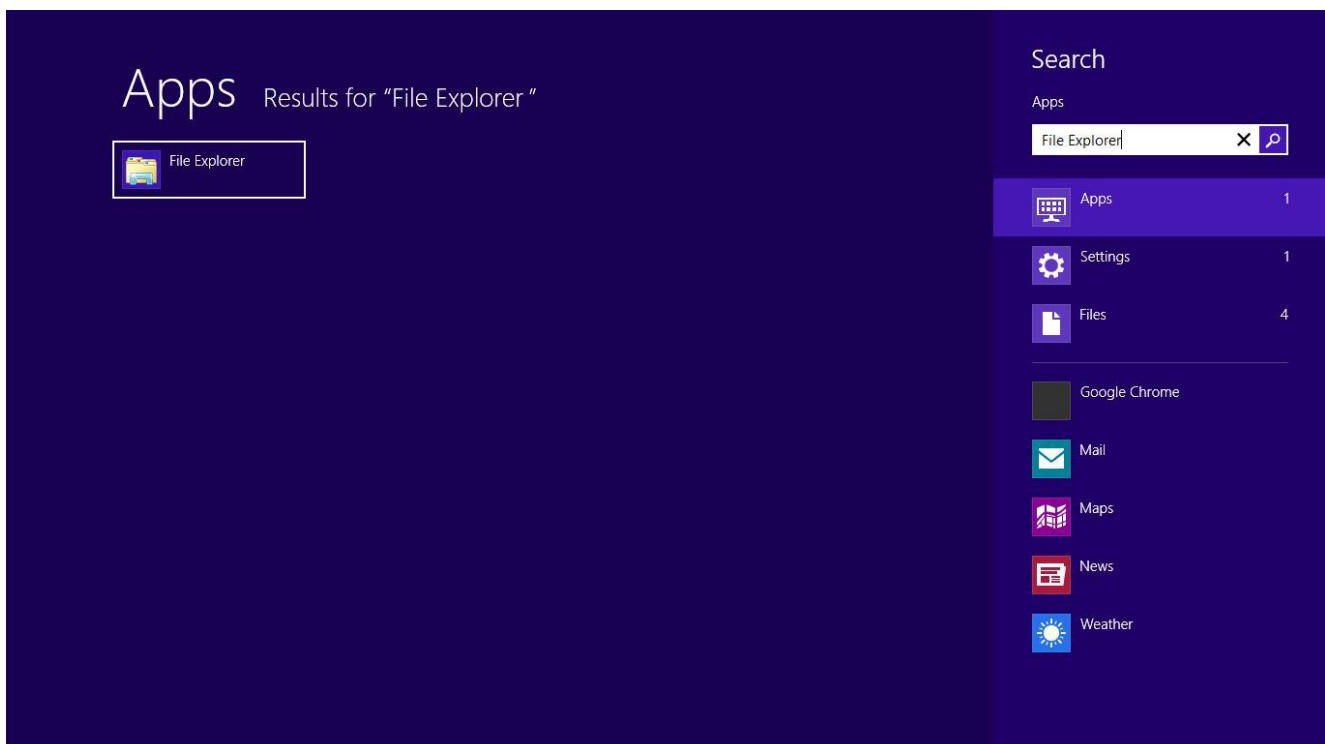 Apps Results for “File Explorer ”
File Explorer
Search
Apps
File Explorer
Apps 1
Settings 1
Files 4
Google Chrome
Mail
Maps
News
Weather